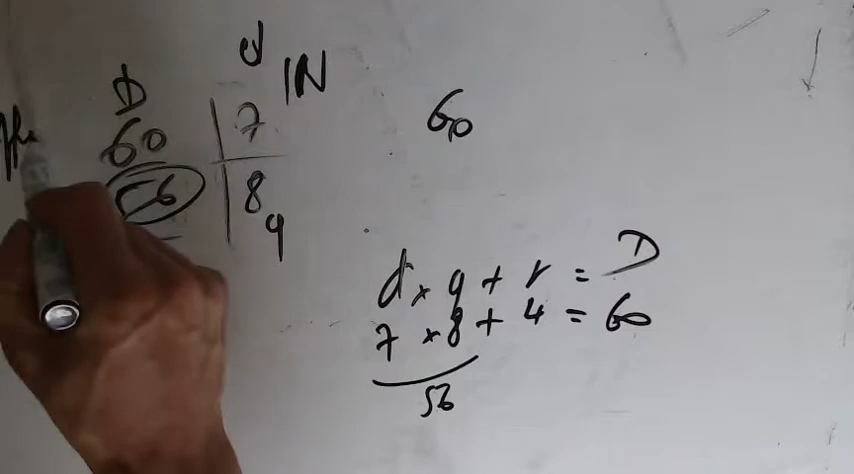 d
D IN
60 7 60
56 8
q
d × q + r = D
7 × 8 + 4 = 60
56